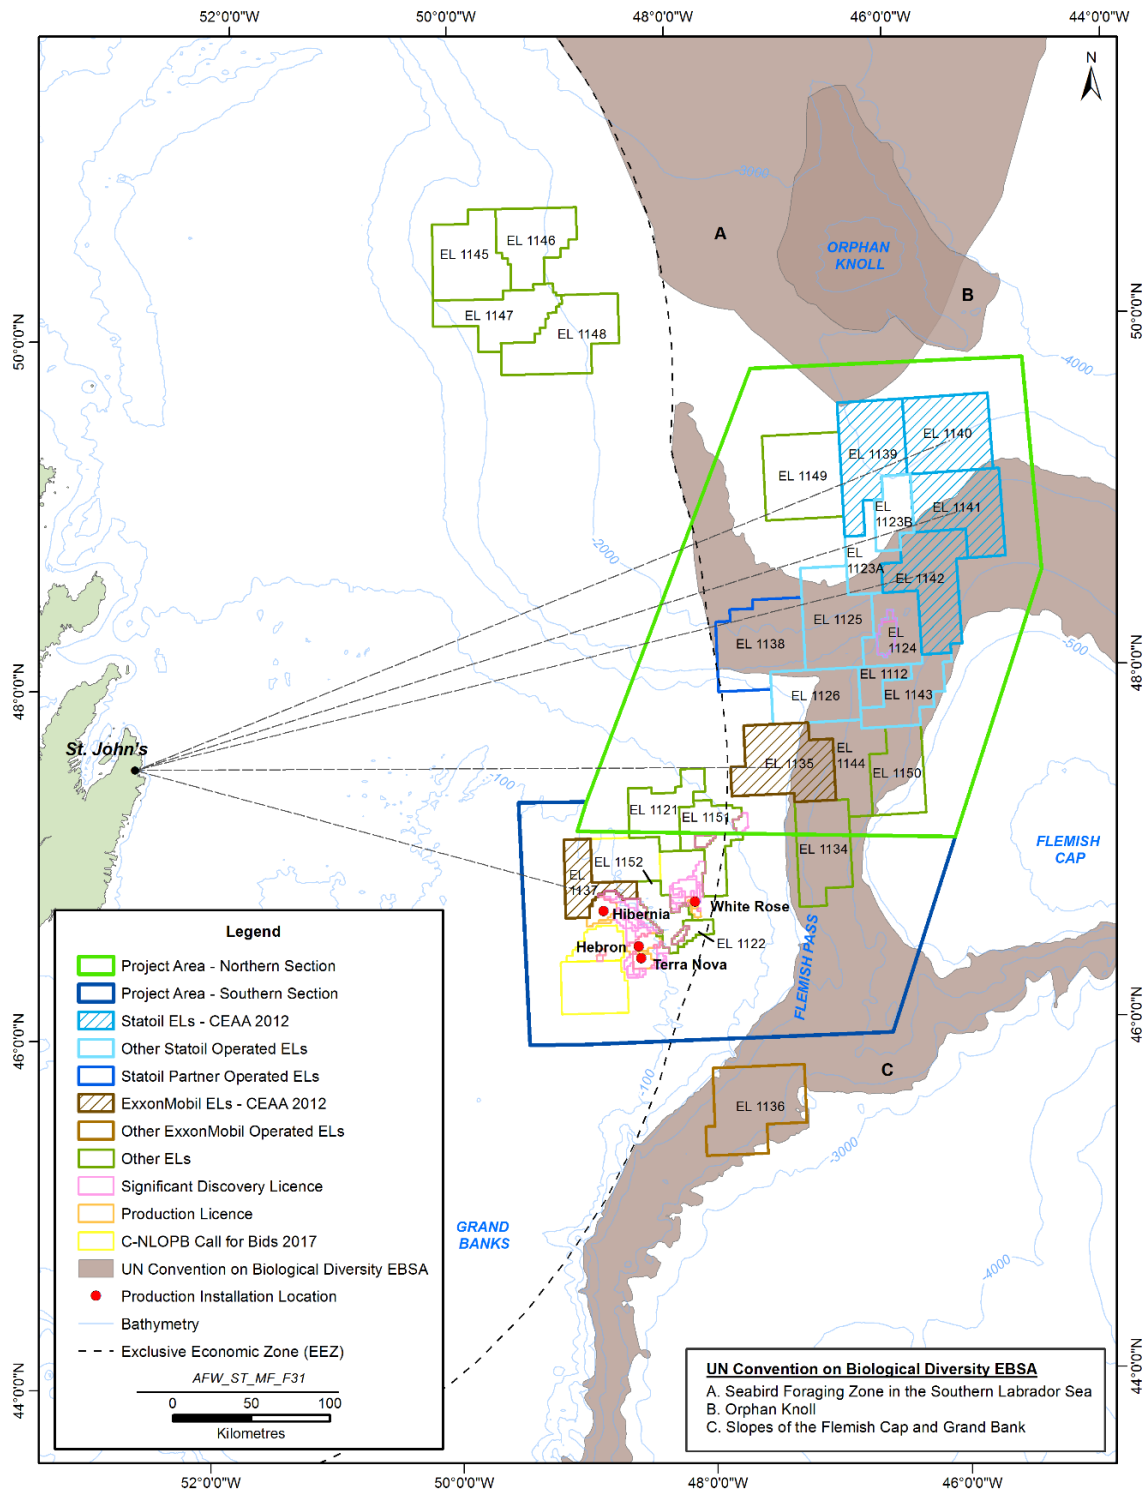 52°0'0"W
50°0'0"W
48°0'0"W
46°0'0"W
44°0'0"W
N
-3000
A
ORPHAN
KNOLL
B
EL 1145
EL 1146
EL 1147
EL 1148
50°0'0"N
50°0'0"N
-4000
EL 1149
EL 1139
EL 1140
EL
1123B
EL 1141
-2000
EL
1123A
EL 1142
EL 1125
EL
1124
EL 1138
-500
48°0'0"N
48°0'0"N
EL 1112
EL 1126
EL 1143
St. John's
-100
EL 1135
EL
1144
EL 1150
EL 1121
EL 1151
FLEMISH
CAP
EL 1134
EL 1152
EL
1137
White Rose
Hibernia
EL 1122
Hebron
Terra Nova
FLEMISH PASS
46°0'0"N
46°0'0"N
-100
C
EL 1136
-3000
GRAND
BANKS
-4000
44°0'0"N
44°0'0"N
Legend
Project Area - Northern Section
Project Area - Southern Section
Statoil ELs - CEAA 2012
Other Statoil Operated ELs
Statoil Partner Operated ELs
ExxonMobil ELs - CEAA 2012
Other ExxonMobil Operated ELs
Other ELs
Significant Discovery Licence
Production Licence
C-NLOPB Call for Bids 2017
UN Convention on Biological Diversity EBSA
Production Installation Location
Bathymetry
Exclusive Economic Zone (EEZ)
AFW_ST_MF_F31
0 50 100
Kilometres
UN Convention on Biological Diversity EBSA
A. Seabird Foraging Zone in the Southern Labrador Sea
B. Orphan Knoll
C. Slopes of the Flemish Cap and Grand Bank
52°0'0"W
50°0'0"W
48°0'0"W
46°0'0"W